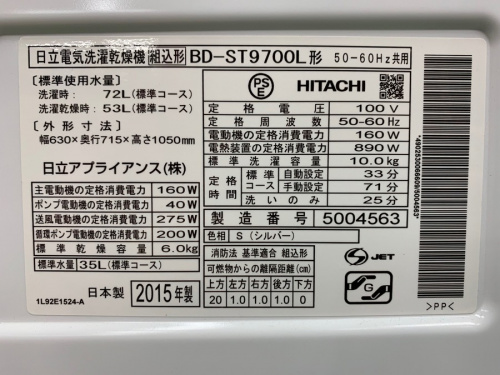 日立電気洗濯乾燥機 組込形 BD-ST9700L形 50-60Hz共用
[標準使用水量]
洗濯時： 72L(標準コース)
洗濯乾燥時：53L(標準コース)
[外形寸法]
幅630×奥行715×高さ1050mm
日立アプライアンス(株)
主電動機の定格消費電力 160W
ポンプ電動機の定格消費電力 40W
送風電動機の定格消費電力 275W
循環ポンプ電動機の定格消費電力 200W
標準乾燥容量 6.0kg
標準水量 35L(標準コース)
日本製 2015年製
1L92E1524-A
PS
E
HITACHI
定格電圧 100V
定格周波数 50-60Hz
電動機の定格消費電力 160W
電熱装置の定格消費電力 890W
標準洗濯容量 10.0kg
定格時間 標準コース 自動設定 33分
手動設定 71分
洗いのみ 25分
製造番号 5004563
色相 S(シルバー)
消防法 基準適合 組込形
可燃物からの離隔距離(cm)
上方 左方 右方 前方 後方 下方
20 1.0 1.0 1.0 0
S JET
G
>PP<